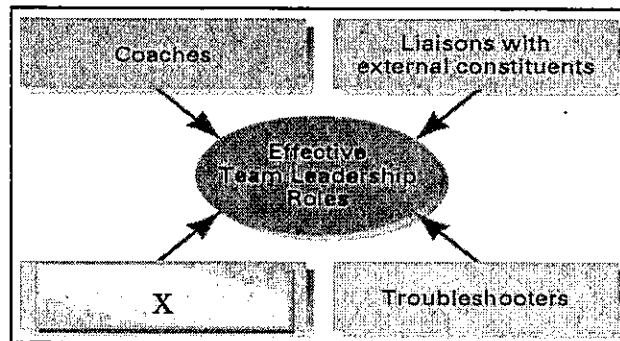 Coaches
Liaisons with
external constituents
Effective
Team Leadership
Roles
X
Troubleshooters